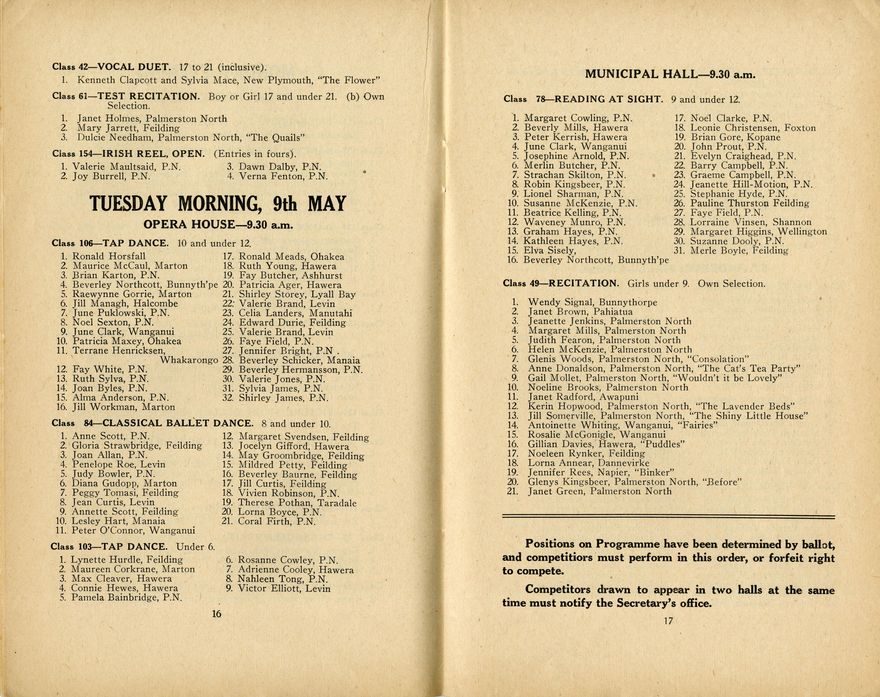 Class 42—VOCAL DUET. 17 to 21 (inclusive).
1. Kenneth Clapcott and Sylvia Mace, New Plymouth, "The Flower"
Class 61—TEST RECITATION. Boy or Girl 17 and under 21. (b) Own
Selection.
1. Janet Holmes, Palmerston North
2. Mary Jarrett, Feilding
3. Dulcie Needham, Palmerston North, "The Quails"
Class 154—IRISH REEL, OPEN. (Entries in fours).
1. Valerie Maultsaid, P.N.
2. Joy Burrell, P.N.
3. Dawn Dalby, P.N.
4. Verna Fenton, P.N.
TUESDAY MORNING, 9th MAY
OPERA HOUSE—9.30 a.m.
Class 106—TAP DANCE. 10 and under 12.
1. Ronald Horsfall
2. Maurice McCaul, Marton
3. Brian Karton, P.N.
4. Beverley Northcott, Bunnyth'pe
5. Raewynne Gorrie, Marton
6. Jill Managh, Halcombe
7. June Puklowski, P.N.
8. Noel Sexton, P.N.
9. June Clark, Wanganui
10. Patricia Maxey, Ohakea
11. Terrane Henricksen,
Whakarongo
12. Fay White, P.N.
13. Ruth Sylva, P.N.
14. Joan Byles, P.N.
15. Alma Anderson, P.N.
16. Jill Workman, Marton
17. Ronald Meads, Ohakea
18. Ruth Young, Hawera
19. Fay Butcher, Ashhurst
20. Patricia Ager, Hawera
21. Shirley Storey, Lyall Bay
22. Valerie Brand, Levin
23. Celia Landers, Manutahi
24. Edward Durie, Feilding
25. Valerie Brand, Levin
26. Faye Field, P.N.
27. Jennifer Bright, P.N .
28. Beverley Schicker, Manaia
29. Beverley Hermansson, P.N.
30. Valerie Jones, P.N.
31. Sylvia James, P.N.
32. Shirley James, P.N.
Class 84—CLASSICAL BALLET DANCE. 8 and under 10.
1. Anne Scott, P.N.
2. Gloria Strawbridge, Feilding
3. Joan Allan, P.N.
4. Penelope Roe, Levin
5. Judy Bowler, P.N.
6. Diana Gudopp, Marton
7. Peggy Tomasi, Feilding
8. Jean Curtis, Levin
9. Annette Scott, Feilding
10. Lesley Hart, Manaia
11. Peter O'Connor, Wanganui
12. Margaret Svendsen, Feilding
13. Jocelyn Gifford, Hawera
14. May Groombridge, Feilding
15. Mildred Petty, Feilding
16. Beverley Baurne, Feilding
17. Jill Curtis, Feilding
18. Vivien Robinson, P.N.
19. Therese Pothan, Taradale
20. Lorna Boyce, P.N.
21. Coral Firth, P.N.
Class 103—TAP DANCE. Under 6.
1. Lynette Hurdle, Feilding
2. Maureen Corkrane, Marton
3. Max Cleaver, Hawera
4. Connie Hewes, Hawera
5. Pamela Bainbridge, P.N.
6. Rosanne Cowley, P.N.
7. Adrienne Cooley, Hawera
8. Nahleen Tong, P.N.
9. Victor Elliott, Levin
16
MUNICIPAL HALL—9.30 a.m.
Class 78—READING AT SIGHT. 9 and under 12.
1. Margaret Cowling, P.N.
2. Beverly Mills, Hawera
3. Peter Kerrish, Hawera
4. June Clark, Wanganui
5. Josephine Arnold, P.N.
6. Merlin Butcher, P.N.
7. Strachan Skilton, P.N.
8. Robin Kingsbeer, P.N.
9. Lionel Sharman, P.N.
10. Susanne McKenzie, P.N.
11. Beatrice Kelling, P.N.
12. Waveney Munro, P.N.
13. Graham Hayes, P.N.
14. Kathleen Hayes, P.N.
15. Elva Sisely,
16. Beverley Northcott, Bunnyth'pe
17. Noel Clarke, P.N.
18. Leonie Christensen, Foxton
19. Brian Gore, Kopane
20. John Prout, P.N.
21. Evelyn Craighead, P.N.
22. Barry Campbell, P.N.
23. Graeme Campbell, P.N.
24. Jeanette Hill-Motion, P.N.
25. Stephanie Hyde, P.N.
26. Pauline Thurston Feilding
27. Faye Field, P.N.
28. Lorraine Vinsen, Shannon
29. Margaret Higgins, Wellington
30. Suzanne Dooly, P.N.
31. Merle Boyle, Feilding
Class 49—RECITATION. Girls under 9. Own Selection.
1. Wendy Signal, Bunnythorpe
2. Janet Brown, Pahiatua
3. Jeanette Jenkins, Palmerston North
4. Margaret Mills, Palmerston North
5. Judith Fearon, Palmerston North
6. Helen McKenzie, Palmerston North
7. Glenis Woods, Palmerston North, "Consolation"
8. Anne Donaldson, Palmerston North, "The Cat's Tea Party"
9. Gail Mollet, Palmerston North, "Wouldn't it be Lovely"
10. Noeline Brooks, Palmerston North
11. Janet Radford, Awapuni
12. Kerin Hopwood, Palmerston North, "The Lavender Beds"
13. Jill Somerville, Palmerston North, "The Shiny Little House"
14. Antoinette Whiting, Wanganui, "Fairies"
15. Rosalie McGonigle, Wanganui
16. Gillian Davies, Hawera, "Puddles"
17. Noeleen Rynker, Feilding
18. Lorna Annear, Dannevirke
19. Jennifer Rees, Napier, "Binker"
20. Glenys Kingsbeer, Palmerston North, "Before"
21. Janet Green, Palmerston North
Positions on Programme have been determined by ballot,
and competitiors must perform in this order, or forfeit right
to compete.
Competitors drawn to appear in two halls at the same
time must notify the Secretary's office.
17